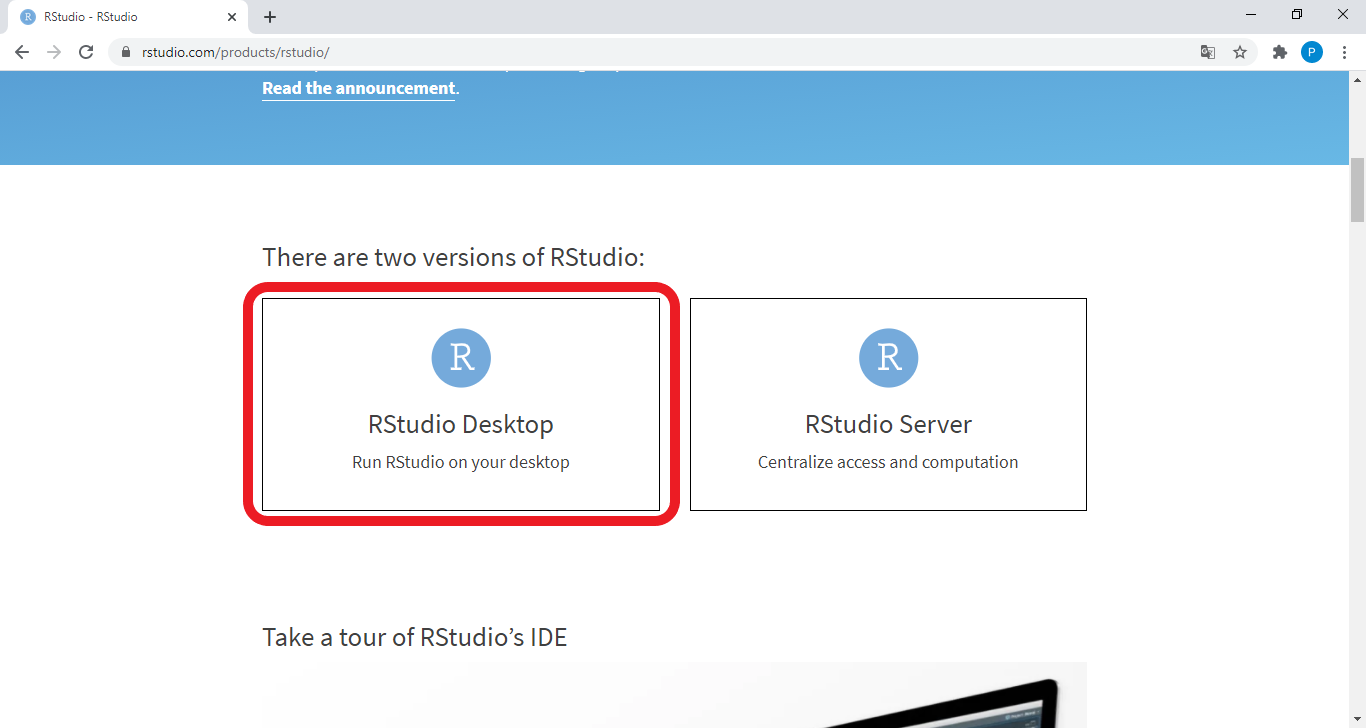 R RStudio - RStudio
rstudio.com/products/rstudio/
P
Read the announcement.
There are two versions of RStudio:
R
RStudio Desktop
Run RStudio on your desktop
R
RStudio Server
Centralize access and computation
Take a tour of RStudio’s IDE